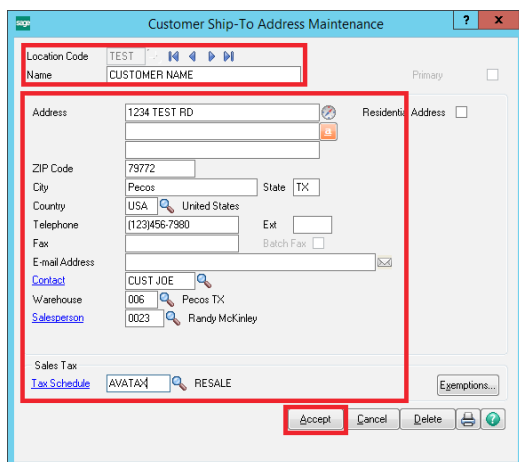 sage Customer Ship-To Address Maintenance ? x
Location Code TEST
Name CUSTOMER NAME Primary
Address 1234 TEST RD Residential Address
ZIP Code 79772
City Pecos State TX
Country USA United States
Telephone (123)456-7980 Ext
Fax Batch Fax
E-mail Address
Contact CUST JOE
Warehouse 006 Pecos TX
Salesperson 0023 Randy McKinley
Sales Tax
Tax Schedule AVATAX RESALE Exemptions...
Accept Cancel Delete ?